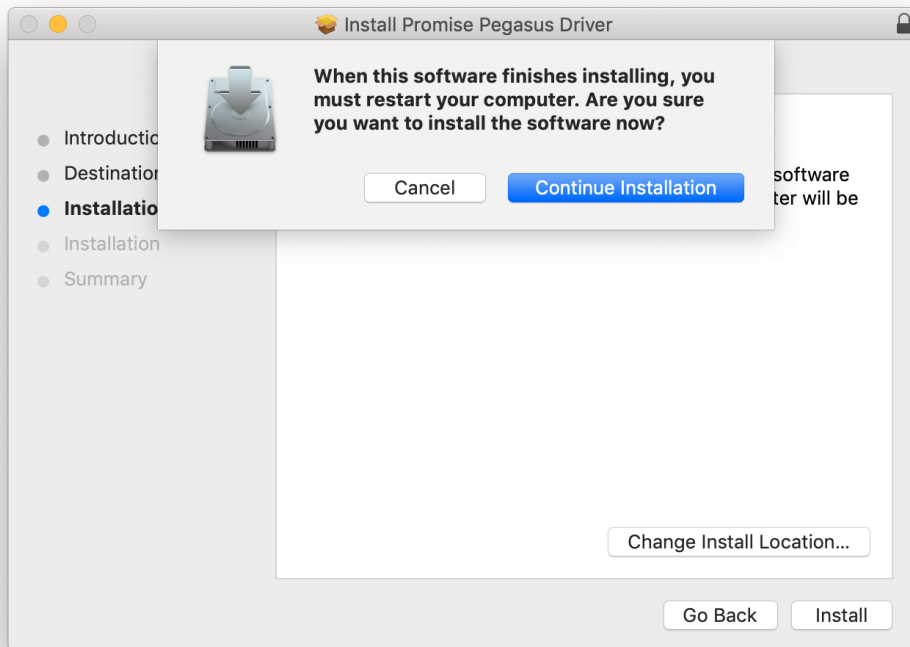 Install Promise Pegasus Driver
When this software finishes installing, you
must restart your computer. Are you sure
you want to install the software now?
Cancel
Continue Installation
Introductio
Destination
Installatio
Installation
Summary
software
ter will be
Change Install Location...
Go Back
Install